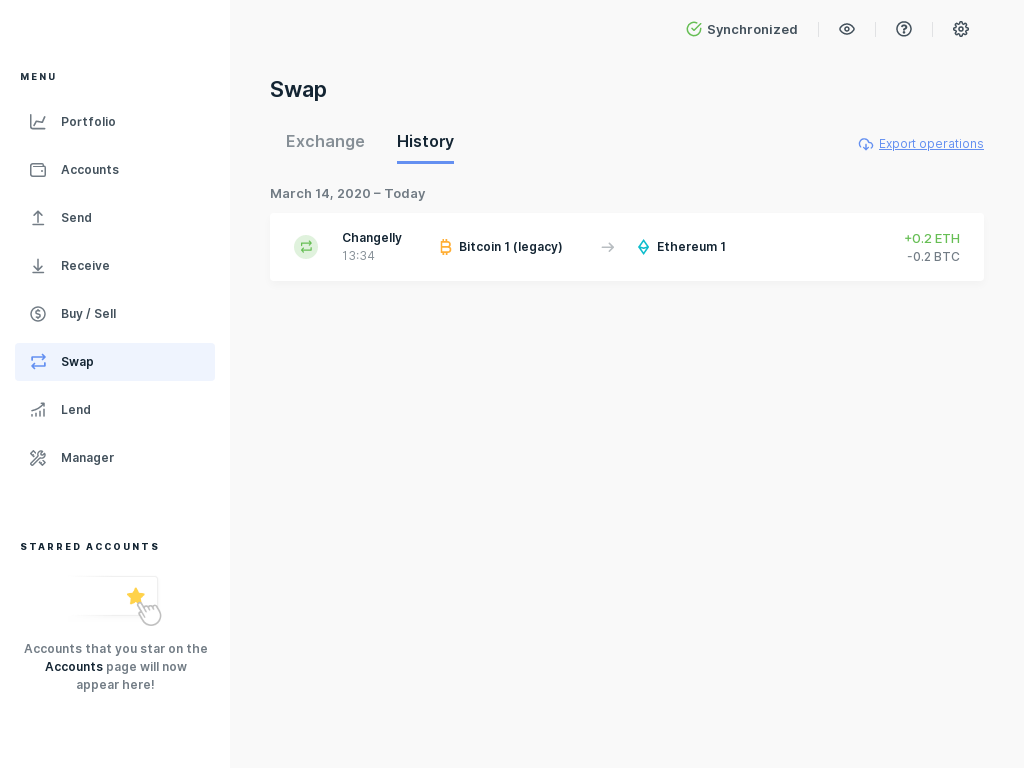 Synchronized
MENU
Portfolio
Accounts
Send
Receive
Buy / Sell
Swap
Lend
Manager
STARRED ACCOUNTS
Accounts that you star on the
Accounts page will now
appear here!
Swap
Exchange
History
Export operations
March 14, 2020 – Today
Changelly
13:34
Bitcoin 1 (legacy)
Ethereum 1
+0.2 ETH
-0.2 BTC